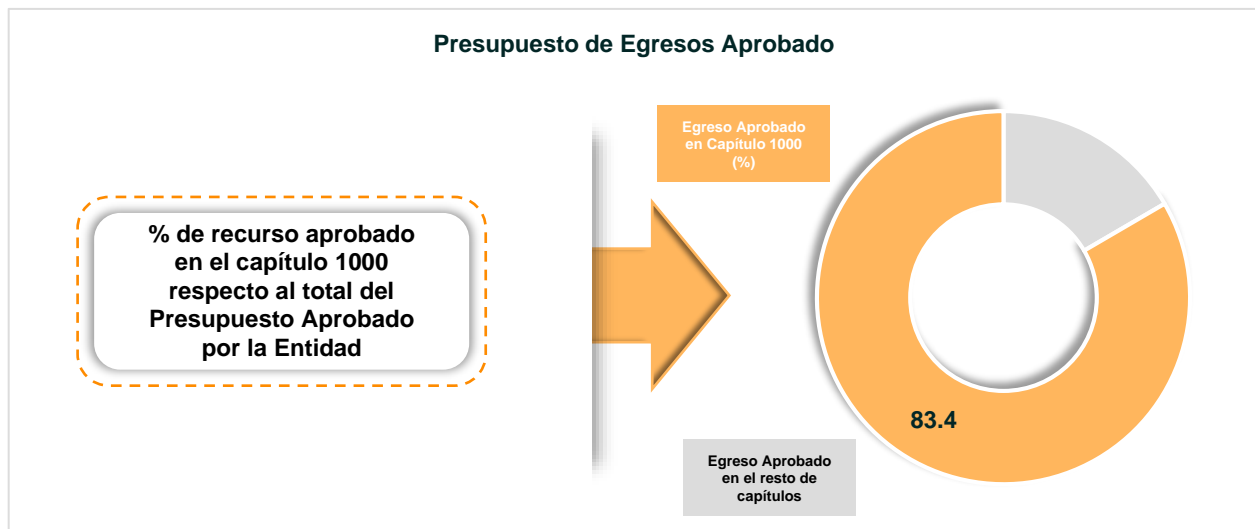 Presupuesto de Egresos Aprobado
Egreso Aprobado
en Capítulo 1000
(%)
% de recurso aprobado
en el capítulo 1000
respecto al total del
Presupuesto Aprobado
por la Entidad
83.4
Egreso Aprobado
en el resto de
capítulos